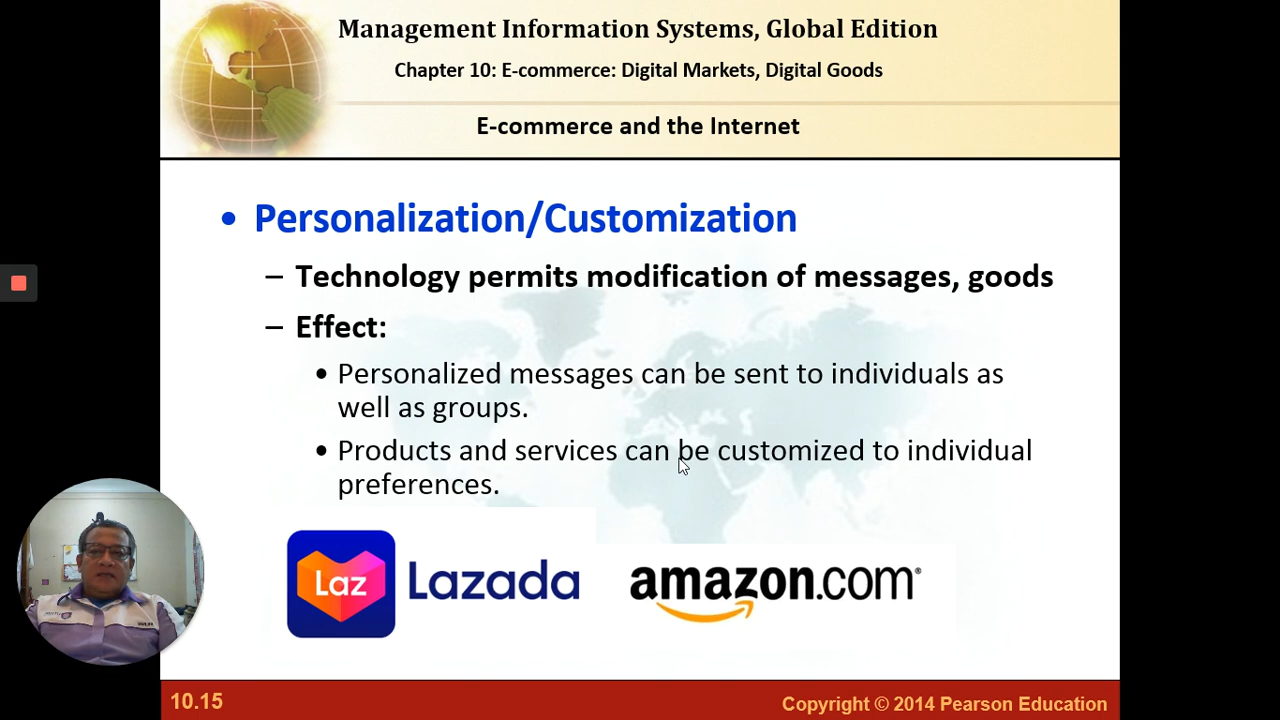 Management Information Systems, Global Edition
Chapter 10: E-commerce: Digital Markets, Digital Goods
E-commerce and the Internet
• Personalization/Customization
– Technology permits modification of messages, goods
– Effect:
• Personalized messages can be sent to individuals as
well as groups.
• Products and services can be customized to individual
preferences.
Laz Lazada amazon.com®
10.15 Copyright © 2014 Pearson Education